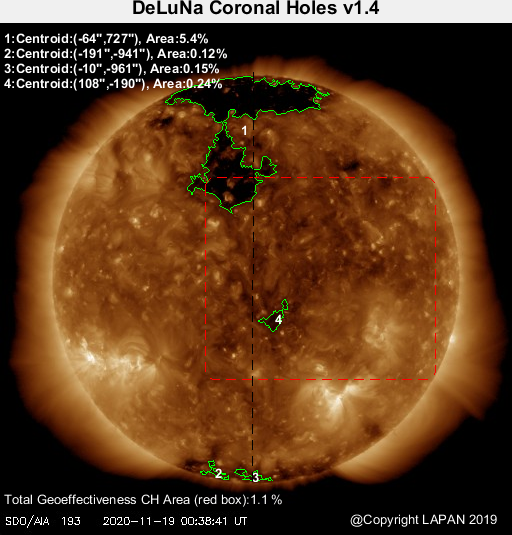 DeLuNa Coronal Holes v1.4
1:Centroid:(-64",727"), Area:5.4%
2:Centroid:(-191",-941"), Area:0.12%
3:Centroid:(-10",-961"), Area:0.15%
4:Centroid:(108",-190"), Area:0.24%
1
4
2
3
Total Geoeffectiveness CH Area (red box):1.1 %
SDO/AIA 193 2020-11-19 00:38:41 UT
@Copyright LAPAN 2019